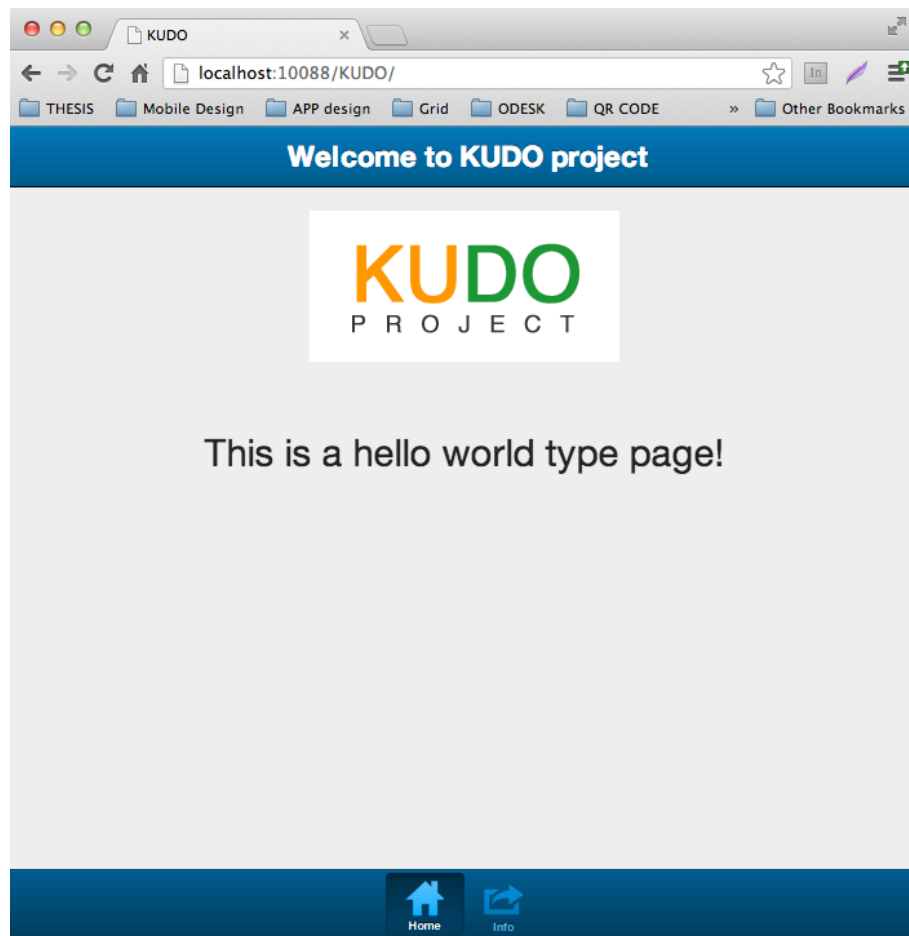 KUDO
localhost:10088/KUDO/
In
THESIS Mobile Design APP design Grid ODESK QR CODE » Other Bookmarks
Welcome to KUDO project
KUDO
PROJECT
This is a hello world type page!
Home Info